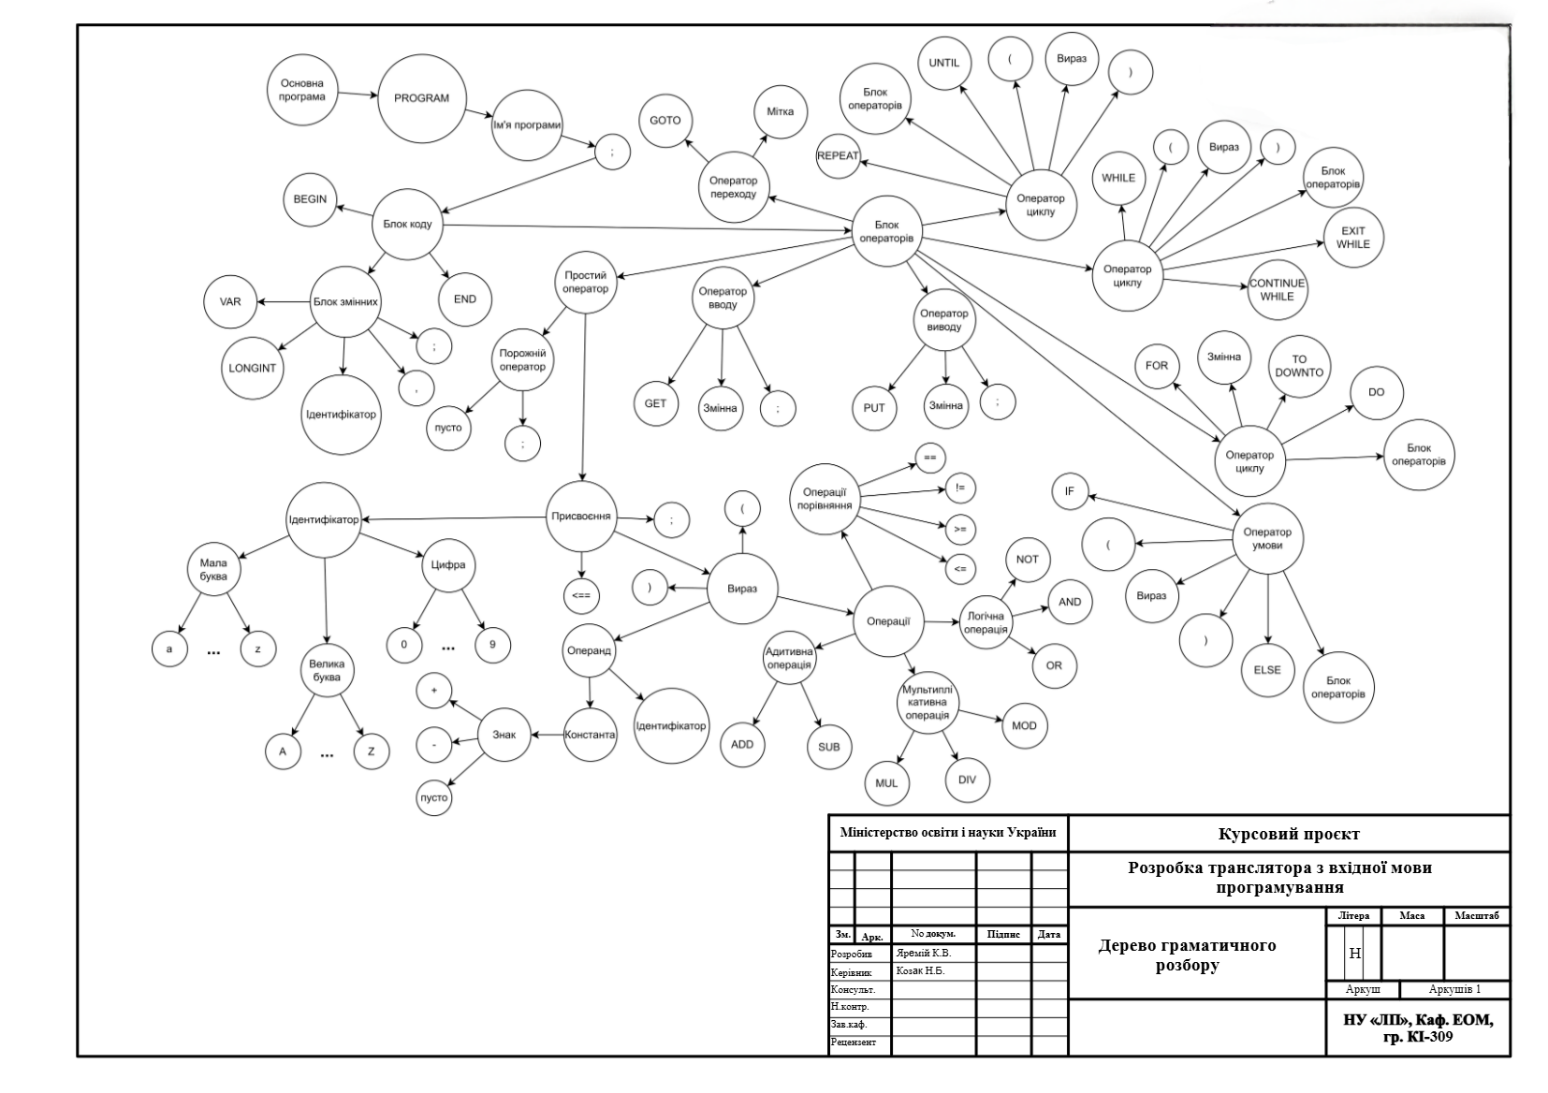 Основна
програма
PROGRAM
Ім'я програми
;
BEGIN
Блок коду
END
VAR
Блок змінних
LONGINT
Ідентифікатор
,
;
GOTO
Мітка
Оператор
переходу
REPEAT
Блок
операторів
UNTIL
(
Вираз
)
Оператор
циклу
Блок
операторів
WHILE
(
Вираз
)
Блок
операторів
EXIT
WHILE
CONTINUE
WHILE
Оператор
циклу
Простий
оператор
Порожній
оператор
пусто
;
Оператор
вводу
GET
Змінна
;
Оператор
виводу
PUT
Змінна
;
FOR
Змінна
TO
DOWNTO
DO
Блок
операторів
Оператор
циклу
Ідентифікатор
Присвоєння
;
<==
Мала
буква
a
...
z
Велика
буква
A
...
Z
Цифра
0
...
9
(
)
Вираз
Операнд
Константа
Ідентифікатор
Знак
+
-
пусто
Операції
порівняння
==
!=
>=
<=
Операції
Логічна
операція
NOT
AND
OR
Адитивна
операція
ADD
SUB
Мультиплі
кативна
операція
MUL
DIV
MOD
IF
(
Вираз
)
ELSE
Блок
операторів
Оператор
умови
Міністерство освіти і науки України
Курсовий проєкт
Розробка транслятора з вхідної мови
програмування
Зм.
Арк.
№ докум.
Підпис
Дата
Розробив
Яремій К.В.
Керівник
Козак Н.Б.
Консульт.
Н.контр.
Зав.каф.
Рецензент
Дерево граматичного
розбору
Літера
Маса
Масштаб
Н
Аркуш
Аркушів 1
НУ «ЛП», Каф. ЕОМ,
гр. КІ-309